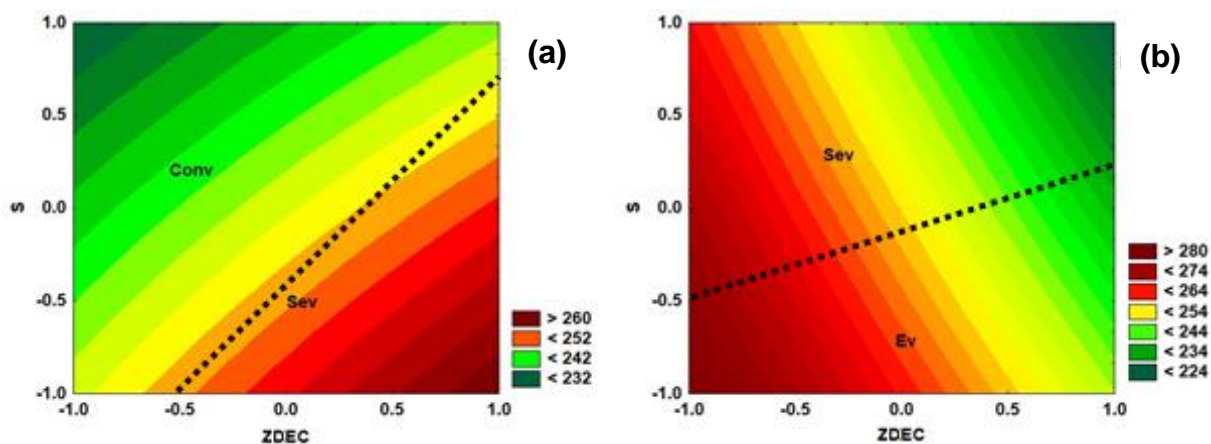 (a)
1.0
0.5
0.0
-0.5
-1.0
S
Conv
Sev
-1.0 -0.5 0.0 0.5 1.0
ZDEC
> 260
< 252
< 242
< 232
(b)
1.0
0.5
0.0
-0.5
-1.0
S
Sev
Ev
-1.0 -0.5 0.0 0.5 1.0
ZDEC
> 280
< 274
< 264
< 254
< 244
< 234
< 224